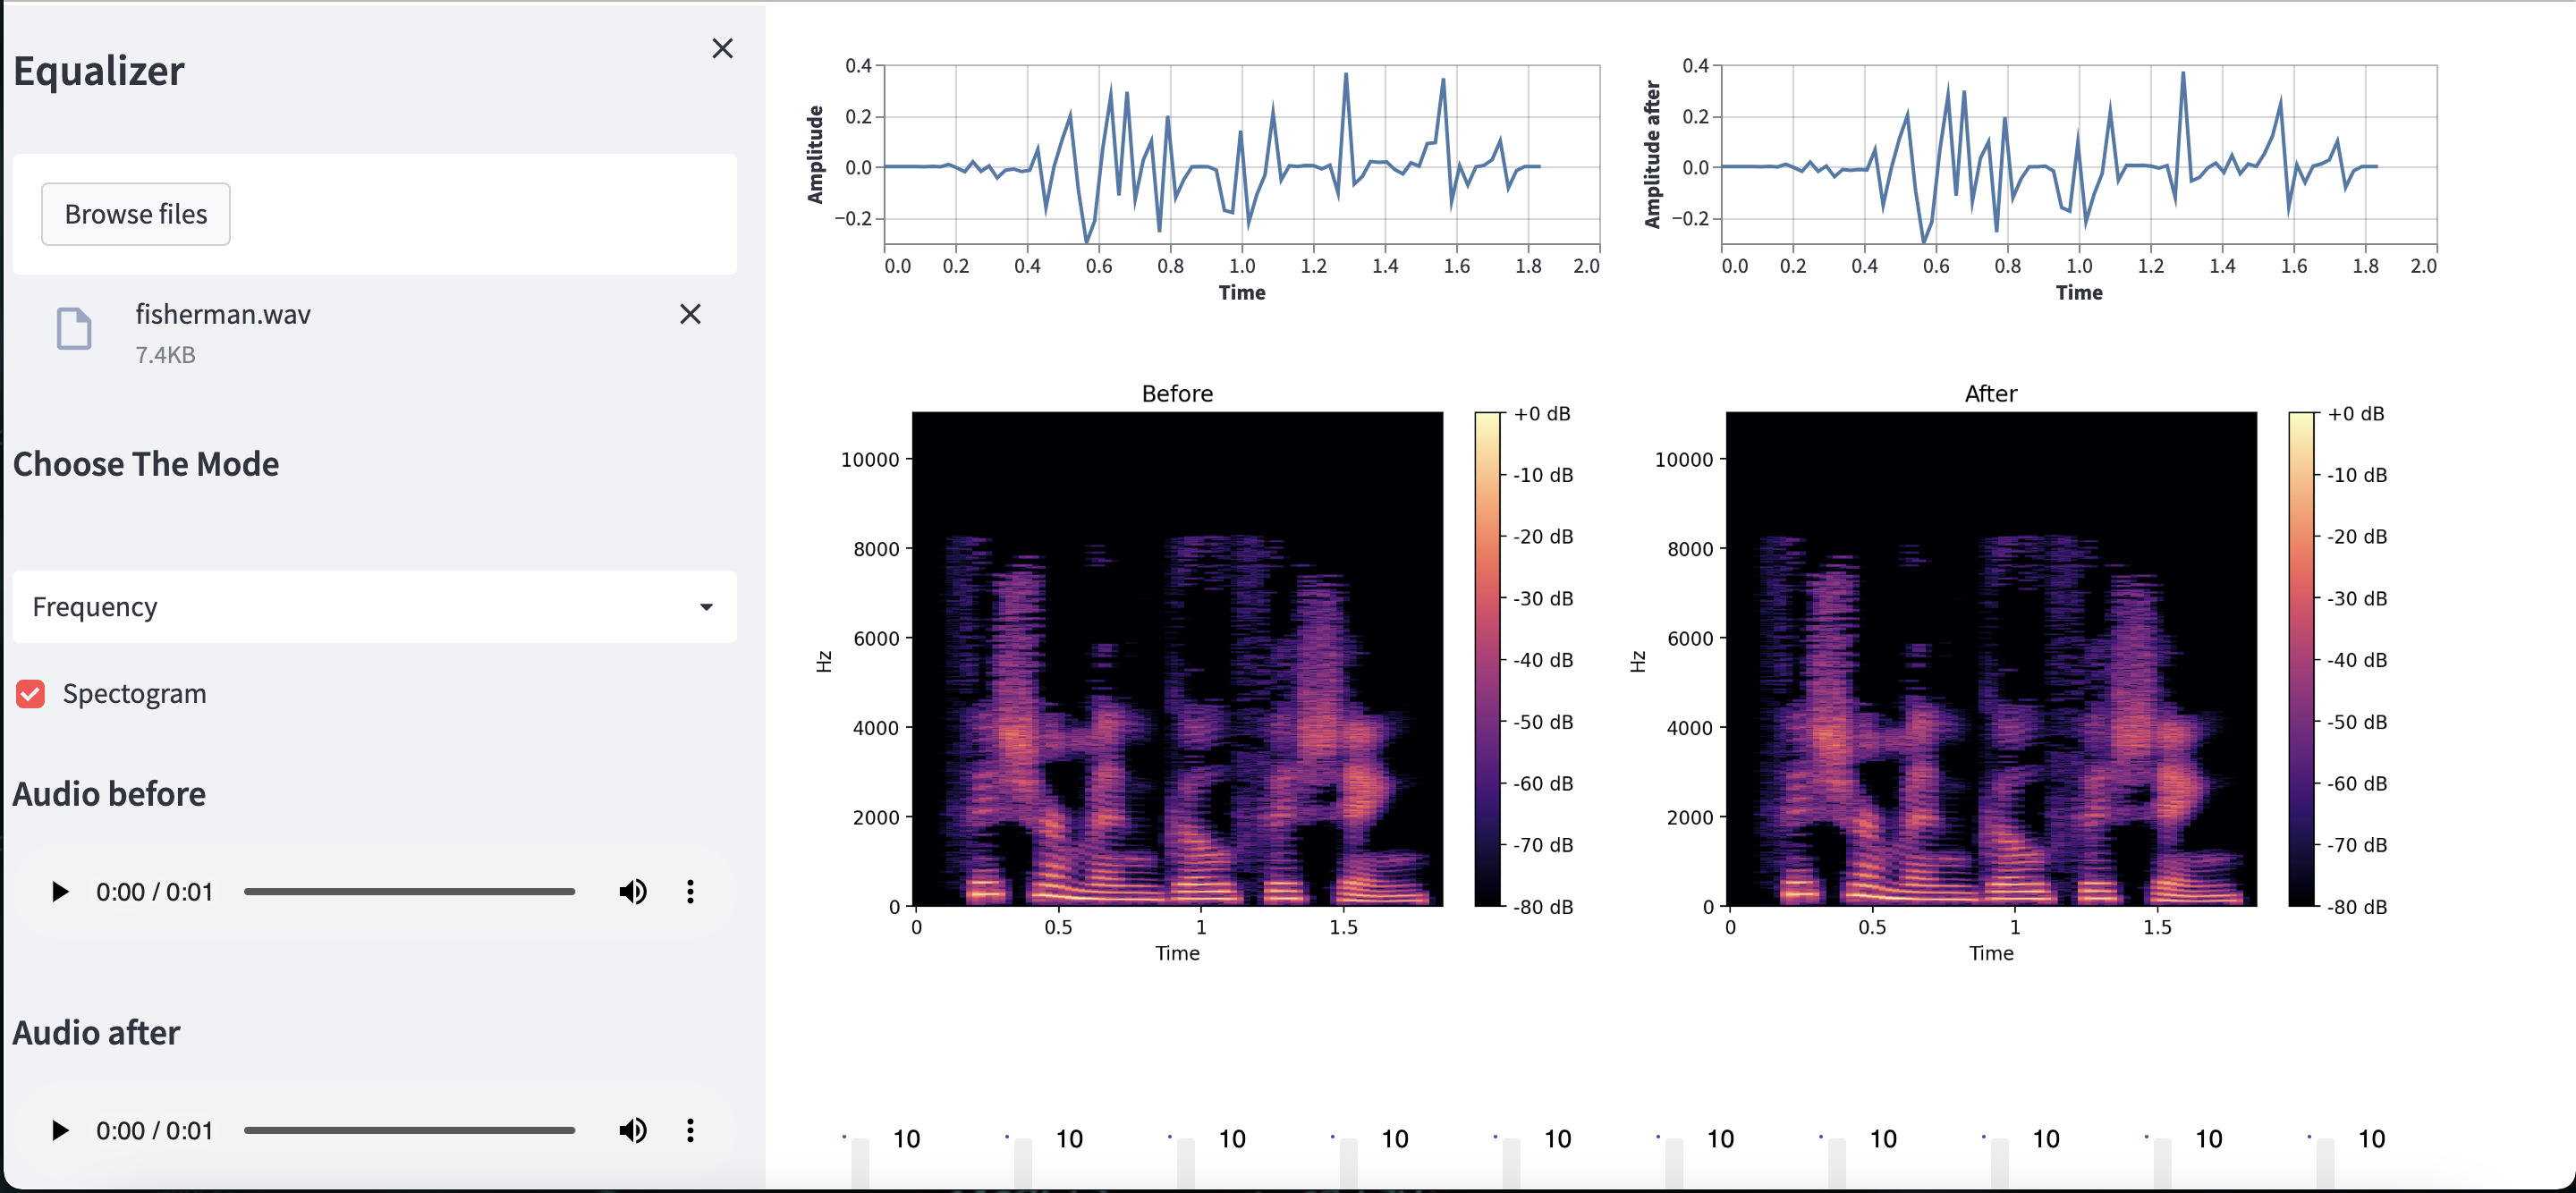 Equalizer
Browse files
fisherman.wav
7.4KB
Choose The Mode
Frequency
Spectogram
Audio before
0:00 / 0:01
Audio after
0:00 / 0:01
Amplitude
0.4
0.2
0.0
−0.2
0.0 0.2 0.4 0.6 0.8 1.0 1.2 1.4 1.6 1.8 2.0
Time
Amplitude after
0.4
0.2
0.0
−0.2
0.0 0.2 0.4 0.6 0.8 1.0 1.2 1.4 1.6 1.8 2.0
Time
Before
Hz
10000
8000
6000
4000
2000
0
0 0.5 1 1.5
Time
+0 dB
-10 dB
-20 dB
-30 dB
-40 dB
-50 dB
-60 dB
-70 dB
-80 dB
After
Hz
10000
8000
6000
4000
2000
0
0 0.5 1 1.5
Time
+0 dB
-10 dB
-20 dB
-30 dB
-40 dB
-50 dB
-60 dB
-70 dB
-80 dB
10 10 10 10 10 10 10 10 10 10